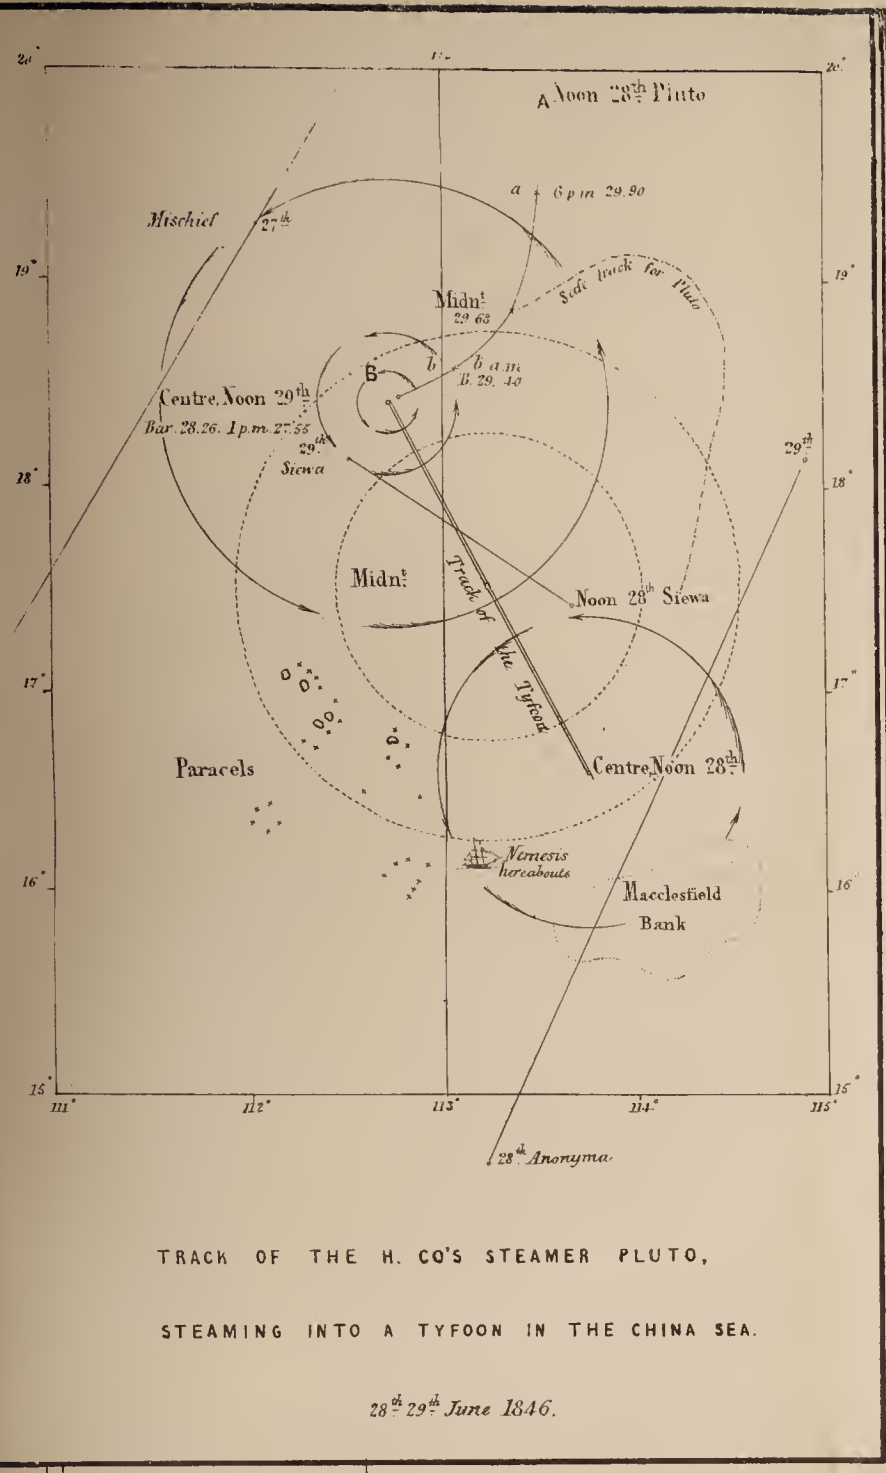 20°
20°
A Noon 28th Pluto
a 6 p m 29.90
Mischief
27th
19°
19°
Safe track for Pluto
Midnt
29 68
b
B
B. 29. 40
Centre, Noon 29th
Bar. 28.26. 1 p.m. 27.55
29th
Siewa
29th
18°
18°
Midnt
Noon 28th Siewa
Track of the Tyfoon
17°
Paracels
Centre, Noon 28th
Nemesis
hereabouts
16°
16°
Macclesfield
Bank
15°
15°
111°
112°
113°
114°
115°
28th Anonyma
TRACK OF THE H. CO'S STEAMER PLUTO,
STEAMING INTO A TYFOON IN THE CHINA SEA.
28th 29th June 1846.